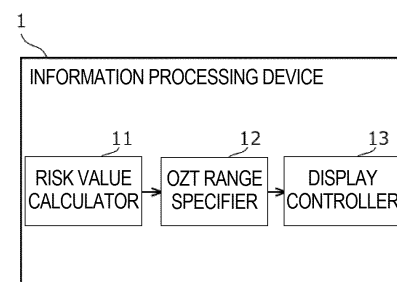 1
INFORMATION PROCESSING DEVICE
11
12
13
RISK VALUE
CALCULATOR
OZT RANGE
SPECIFIER
DISPLAY
CONTROLLER